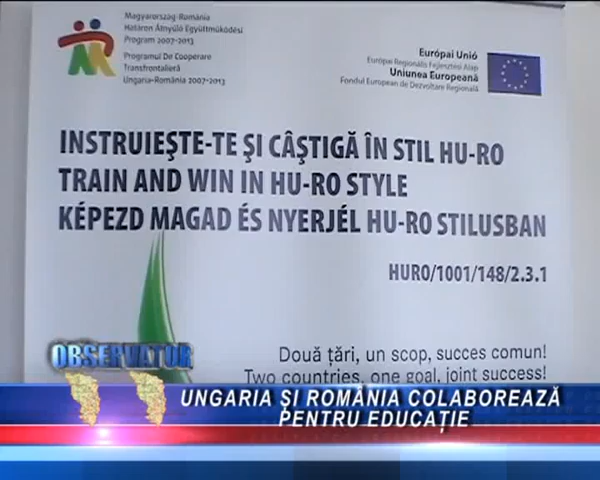 Magyarország-Románia
Határon Átnyúló Együttműködési
Program 2007-2013
Programul De Cooperare
Transfrontalieră
Ungaria-România 2007-2013
Európai Unió
Európai Regionális Fejlesztési Alap
Uniunea Europeană
Fondul European de Dezvoltare Regională
INSTRUIEŞTE-TE ŞI CÂŞTIGĂ ÎN STIL HU-RO
TRAIN AND WIN IN HU-RO STYLE
KÉPEZD MAGAD ÉS NYERJÉL HU-RO STILUSBAN
HURO/1001/148/2.3.1
Două ţări, un scop, succes comun!
Two countries, one goal, joint success!
OBSERVATOR
UNGARIA ŞI ROMÂNIA COLABOREAZĂ
PENTRU EDUCAŢIE